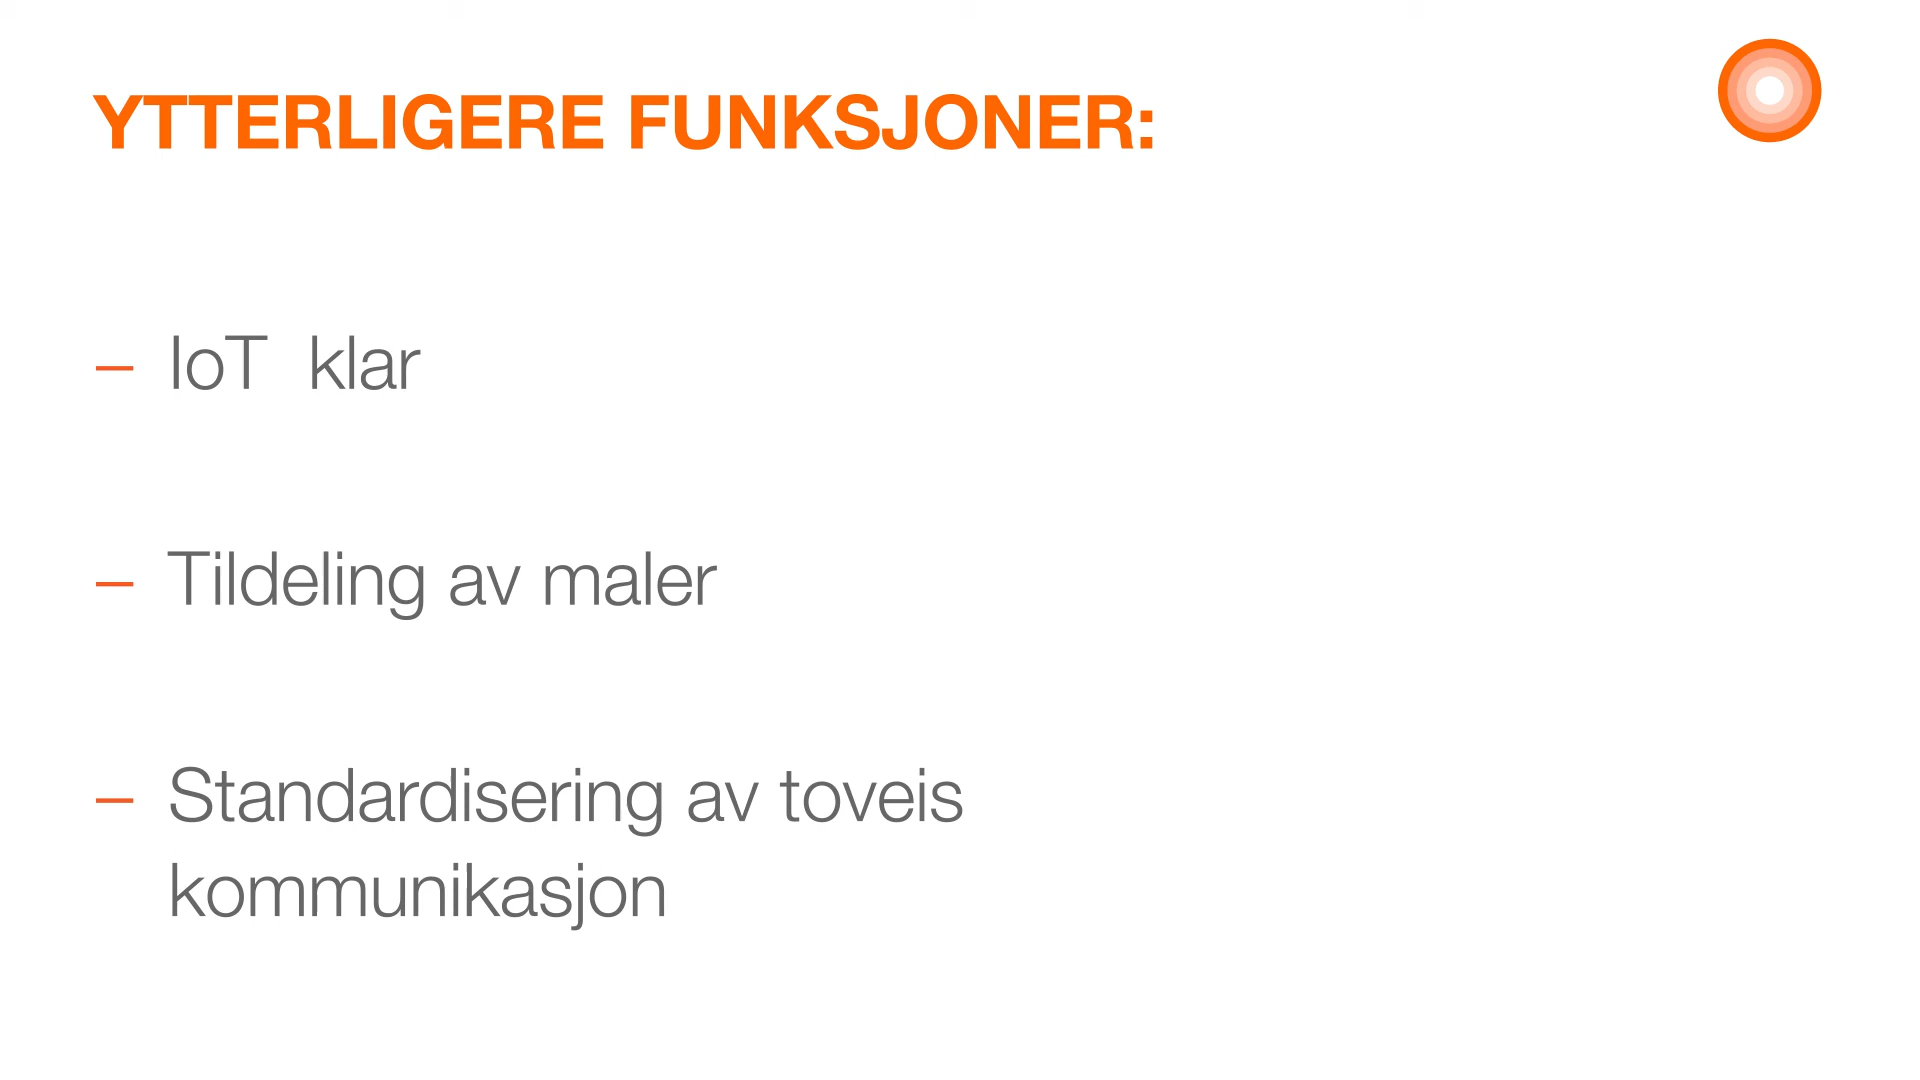 YTTERLIGERE FUNKSJONER:
– IoT  klar
– Tildeling av maler
– Standardisering av toveis
kommunikasjon